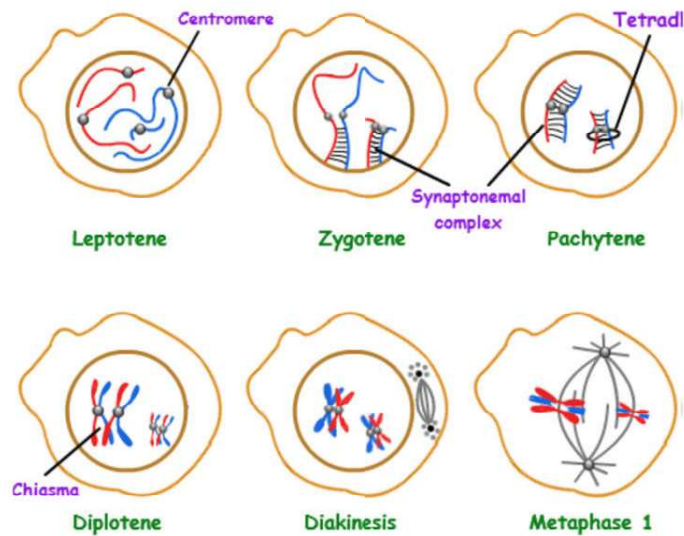 Centromere
Tetradl
Synaptonemal
complex
Leptotene
Zygotene
Pachytene
Chiasma
Diplotene
Diakinesis
Metaphase 1